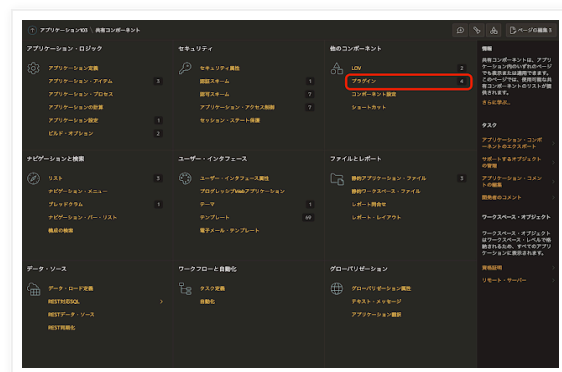 アプリケーション103 \ 共有コンポーネント
ページの編集
アプリケーション・ロジック
アプリケーション定義
アプリケーション・アイテム 3
アプリケーション・プロセス 3
アプリケーションの計算
アプリケーション設定 1
ビルド・オプション 2
セキュリティ
セキュリティ属性
認証スキーム 1
認可スキーム 7
アプリケーション・アクセス制御 7
セッション・ステート保護
他のコンポーネント
LOV 2
プラグイン 4
コンポーネント設定
ショートカット
ナビゲーションと検索
リスト 3
ナビゲーション・メニュー
ブレッドクラム 1
ナビゲーション・バー・リスト
構成の検索
ユーザー・インタフェース
ユーザー・インタフェース属性
プログレッシブWebアプリケーション
テーマ 1
テンプレート 69
電子メール・テンプレート
ファイルとレポート
静的アプリケーション・ファイル 3
静的ワークスペース・ファイル
レポート問合せ
レポート・レイアウト
データ・ソース
データ・ロード定義
REST対応SQL
RESTデータ・ソース
REST同期化
ワークフローと自動化
タスク定義
自動化
グローバリゼーション
グローバリゼーション属性
テキスト・メッセージ
アプリケーション翻訳
情報
共有コンポーネントは、アプリ
ケーション内のいずれのページ
でも表示または適用できます。
このページでは、使用可能な共
有コンポーネントのリストが提
供されます。
さらに学ぶ...
タスク
アプリケーション・コンポ
ーネントのエクスポート
サポートするオブジェクト
の管理
アプリケーション・コメン
トの編集
開発者のコメント
ワークスペース・オブジェクト
ワークスペース・オブジェクト
はワークスペース・レベルで格
納されるため、すべてのアプリ
ケーションに表示されます。
資格証明
リモート・サーバー